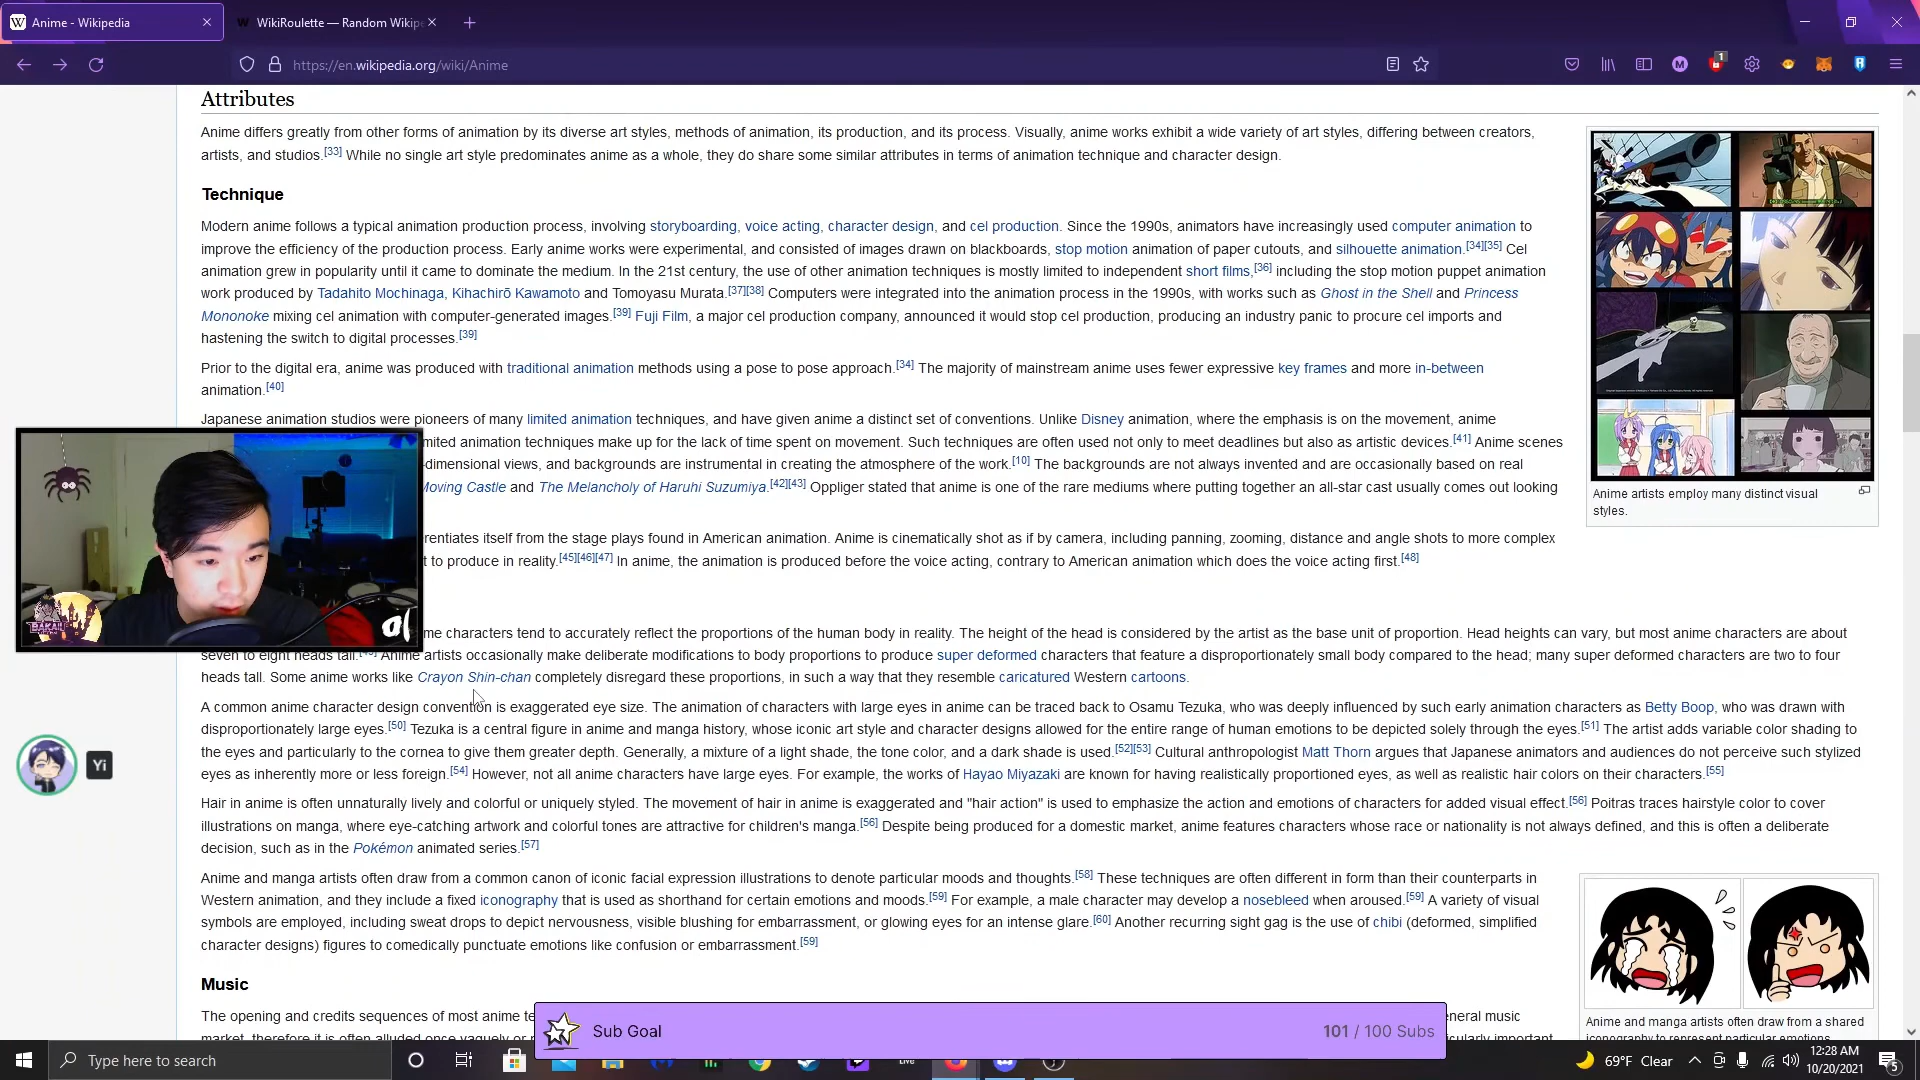 Anime - Wikipedia
WikiRoulette — Random Wikipe
https://en.wikipedia.org/wiki/Anime
1
Attributes
Anime differs greatly from other forms of animation by its diverse art styles, methods of animation, its production, and its process. Visually, anime works exhibit a wide variety of art styles, differing between creators,
artists, and studios.[33] While no single art style predominates anime as a whole, they do share some similar attributes in terms of animation technique and character design.
Technique
Modern anime follows a typical animation production process, involving storyboarding, voice acting, character design, and cel production. Since the 1990s, animators have increasingly used computer animation to
improve the efficiency of the production process. Early anime works were experimental, and consisted of images drawn on blackboards, stop motion animation of paper cutouts, and silhouette animation.[34][35] Cel
animation grew in popularity until it came to dominate the medium. In the 21st century, the use of other animation techniques is mostly limited to independent short films,[36] including the stop motion puppet animation
work produced by Tadahito Mochinaga, Kihachirō Kawamoto and Tomoyasu Murata.[37][38] Computers were integrated into the animation process in the 1990s, with works such as Ghost in the Shell and Princess
Mononoke mixing cel animation with computer-generated images.[39] Fuji Film, a major cel production company, announced it would stop cel production, producing an industry panic to procure cel imports and
hastening the switch to digital processes.[39]
Prior to the digital era, anime was produced with traditional animation methods using a pose to pose approach.[34] The majority of mainstream anime uses fewer expressive key frames and more in-between
animation.[40]
Japanese animation studios were pioneers of many limited animation techniques, and have given anime a distinct set of conventions. Unlike Disney animation, where the emphasis is on the movement, anime
mited animation techniques make up for the lack of time spent on movement. Such techniques are often used not only to meet deadlines but also as artistic devices.[41] Anime scenes
-dimensional views, and backgrounds are instrumental in creating the atmosphere of the work.[10] The backgrounds are not always invented and are occasionally based on real
Moving Castle and The Melancholy of Haruhi Suzumiya.[42][43] Oppliger stated that anime is one of the rare mediums where putting together an all-star cast usually comes out looking
rentiates itself from the stage plays found in American animation. Anime is cinematically shot as if by camera, including panning, zooming, distance and angle shots to more complex
t to produce in reality.[45][46][47] In anime, the animation is produced before the voice acting, contrary to American animation which does the voice acting first.[48]
Anime artists employ many distinct visual
styles.
me characters tend to accurately reflect the proportions of the human body in reality. The height of the head is considered by the artist as the base unit of proportion. Head heights can vary, but most anime characters are about
seven to eight heads tall. Anime artists occasionally make deliberate modifications to body proportions to produce super deformed characters that feature a disproportionately small body compared to the head; many super deformed characters are two to four
heads tall. Some anime works like Crayon Shin-chan completely disregard these proportions, in such a way that they resemble caricatured Western cartoons.
A common anime character design convention is exaggerated eye size. The animation of characters with large eyes in anime can be traced back to Osamu Tezuka, who was deeply influenced by such early animation characters as Betty Boop, who was drawn with
disproportionately large eyes.[50] Tezuka is a central figure in anime and manga history, whose iconic art style and character designs allowed for the entire range of human emotions to be depicted solely through the eyes.[51] The artist adds variable color shading to
the eyes and particularly to the cornea to give them greater depth. Generally, a mixture of a light shade, the tone color, and a dark shade is used.[52][53] Cultural anthropologist Matt Thorn argues that Japanese animators and audiences do not perceive such stylized
eyes as inherently more or less foreign.[54] However, not all anime characters have large eyes. For example, the works of Hayao Miyazaki are known for having realistically proportioned eyes, as well as realistic hair colors on their characters.[55]
Yi
Hair in anime is often unnaturally lively and colorful or uniquely styled. The movement of hair in anime is exaggerated and "hair action" is used to emphasize the action and emotions of characters for added visual effect.[56] Poitras traces hairstyle color to cover
illustrations on manga, where eye-catching artwork and colorful tones are attractive for children's manga.[56] Despite being produced for a domestic market, anime features characters whose race or nationality is not always defined, and this is often a deliberate
decision, such as in the Pokémon animated series.[57]
Anime and manga artists often draw from a common canon of iconic facial expression illustrations to denote particular moods and thoughts.[58] These techniques are often different in form than their counterparts in
Western animation, and they include a fixed iconography that is used as shorthand for certain emotions and moods.[59] For example, a male character may develop a nosebleed when aroused.[59] A variety of visual
symbols are employed, including sweat drops to depict nervousness, visible blushing for embarrassment, or glowing eyes for an intense glare.[60] Another recurring sight gag is the use of chibi (deformed, simplified
character designs) figures to comedically punctuate emotions like confusion or embarrassment.[59]
Music
The opening and credits sequences of most anime te
eneral music
Anime and manga artists often draw from a shared
Sub Goal
101 / 100 Subs
Type here to search
69°F Clear
12:28 AM
10/20/2021
5